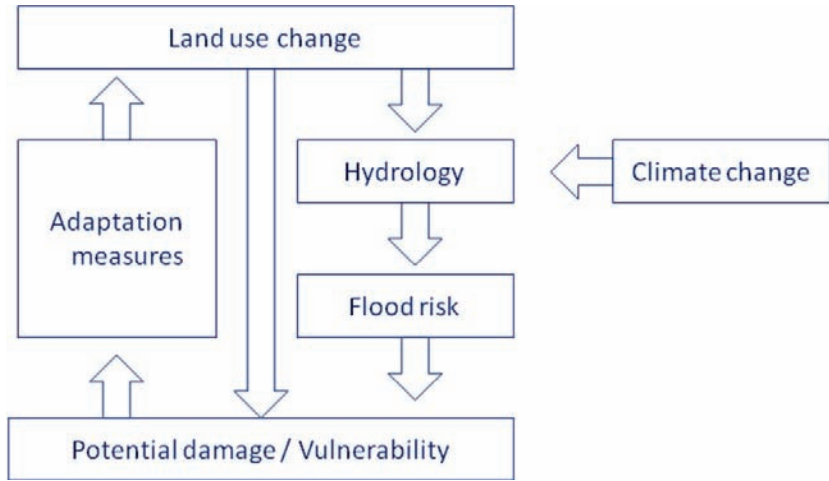 Land use change
Hydrology
Climate change
Adaptation
measures
Flood risk
Potential damage / Vulnerability